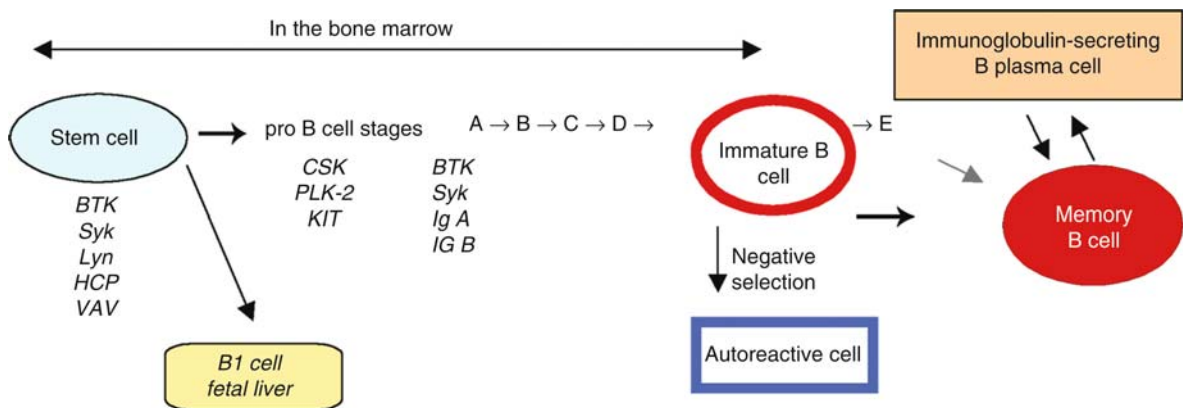 In the bone marrow
Immunoglobulin-secreting
B plasma cell
Stem cell
pro B cell stages
A → B → C → D →
Immature B
cell
→ E
CSK
PLK-2
KIT
BTK
Syk
Ig A
IG B
BTK
Syk
Lyn
HCP
VAV
Memory
B cell
Negative
selection
B1 cell
fetal liver
Autoreactive cell